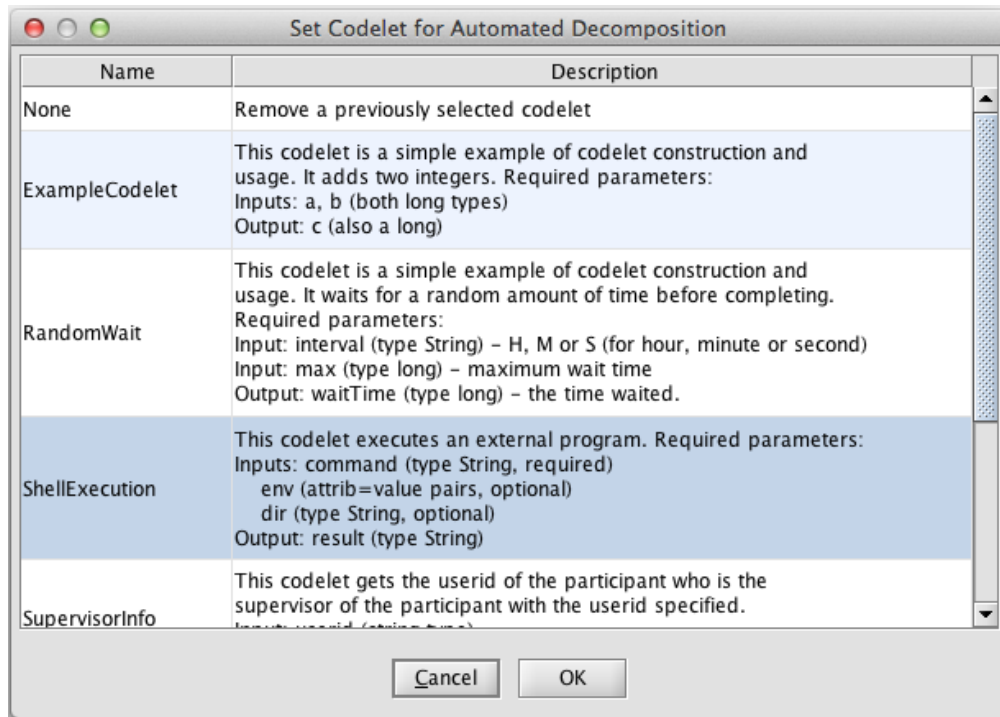 Set Codelet for Automated Decomposition
Name Description
None Remove a previously selected codelet
ExampleCodelet
This codelet is a simple example of codelet construction and
usage. It adds two integers. Required parameters:
Inputs: a, b (both long types)
Output: c (also a long)
RandomWait
This codelet is a simple example of codelet construction and
usage. It waits for a random amount of time before completing.
Required parameters:
Input: interval (type String) – H, M or S (for hour, minute or second)
Input: max (type long) – maximum wait time
Output: waitTime (type long) – the time waited.
ShellExecution
This codelet executes an external program. Required parameters:
Inputs: command (type String, required)
env (attrib=value pairs, optional)
dir (type String, optional)
Output: result (type String)
SupervisorInfo
This codelet gets the userid of the participant who is the
supervisor of the participant with the userid specified.
Cancel OK